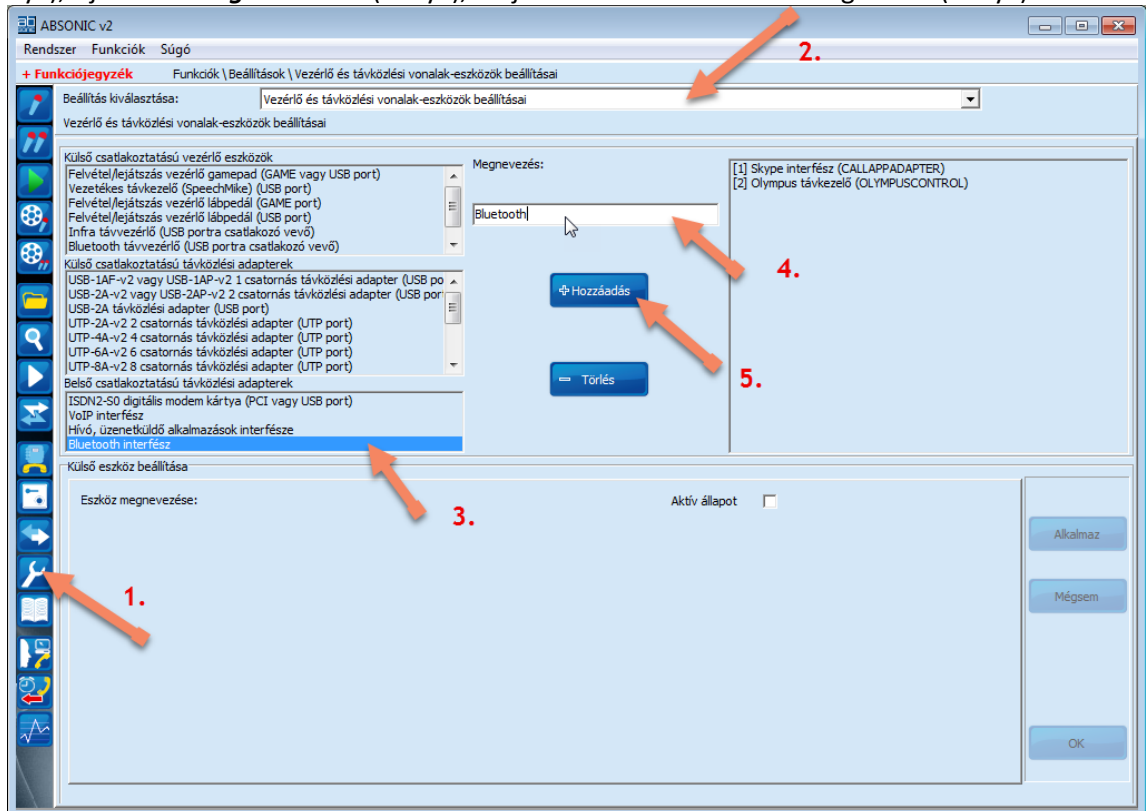 ABSONIC v2
Rendszer Funkciók Súgó
2.
+ Funkciójegyzék Funkciók \ Beállítások \ Vezérlő és távközlési vonalak-eszközök beállításai
Beállítás kiválasztása: Vezérlő és távközlési vonalak-eszközök beállításai
Vezérlő és távközlési vonalak-eszközök beállításai
Külső csatlakoztatású vezérlő eszközök
Felvétel/lejátszás vezérlő gamepad (GAME vagy USB port)
Vezetékes távkezelő (SpeechMike) (USB port)
Felvétel/lejátszás vezérlő lábpedál (GAME port)
Felvétel/lejátszás vezérlő lábpedál (USB port)
Infra távvezérlő (USB portra csatlakozó vevő)
Bluetooth távvezérlő (USB portra csatlakozó vevő)
Külső csatlakoztatású távközlési adapterek
USB-1AF-v2 vagy USB-1AP-v2 1 csatornás távközlési adapter (USB po
USB-2A-v2 vagy USB-2AP-v2 2 csatornás távközlési adapter (USB por
USB-2A távközlési adapter (USB port)
UTP-2A-v2 2 csatornás távközlési adapter (UTP port)
UTP-4A-v2 4 csatornás távközlési adapter (UTP port)
UTP-6A-v2 6 csatornás távközlési adapter (UTP port)
UTP-8A-v2 8 csatornás távközlési adapter (UTP port)
Belső csatlakoztatású távközlési adapterek
ISDN2-S0 digitális modem kártya (PCI vagy USB port)
VoIP interfész
Hívó, üzenetküldő alkalmazások interfésze
Bluetooth interfész
Megnevezés:
Bluetooth
+ Hozzáadás
− Törlés
[1] Skype interfész (CALLAPPADAPTER)
[2] Olympus távkezelő (OLYMPUSCONTROL)
4.
5.
3.
1.
Külső eszköz beállítása
Eszköz megnevezése: Aktív állapot
Alkalmaz
Mégsem
OK